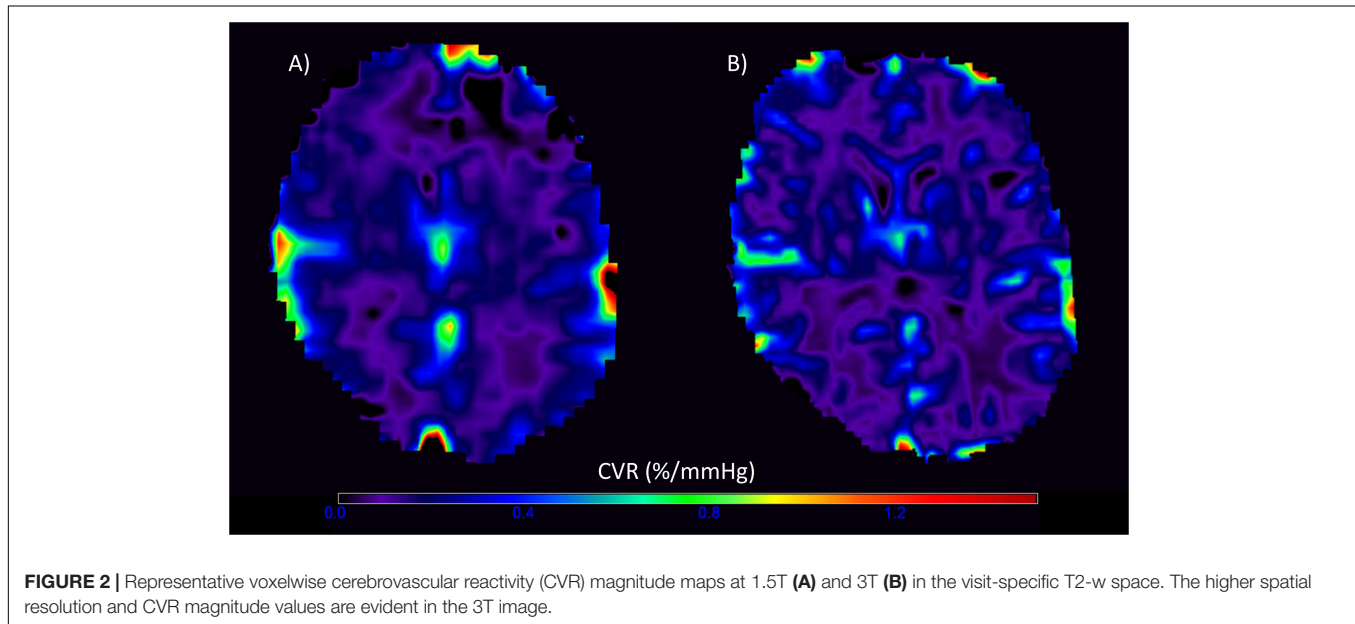 A)
B)
CVR (%/mmHg)
0.0 0.4 0.8 1.2
FIGURE 2 | Representative voxelwise cerebrovascular reactivity (CVR) magnitude maps at 1.5T (A) and 3T (B) in the visit-specific T2-w space. The higher spatial
resolution and CVR magnitude values are evident in the 3T image.